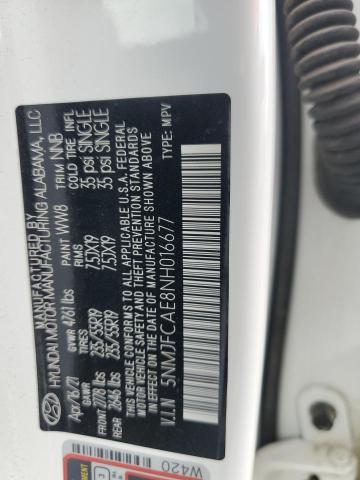 MANUFACTURED BY
HYUNDAI MOTOR MANUFACTURING ALABAMA, LLC
Apr/16/21 PAINT WW8 TRIM NNB
GVWR 4761 lbs
GAWR TIRES RIMS COLD TIRE
FRONT 2778 lbs 235/55R19 7.5JX19 35 psi SINGLE
REAR 2646 lbs 235/55R19 7.5JX19 35 psi SINGLE
THIS VEHICLE CONFORMS TO ALL APPLICABLE U.S.A. FEDERAL
MOTOR VEHICLE SAFETY AND THEFT PREVENTION STANDARDS
IN EFFECT ON THE DATE OF MANUFACTURE SHOWN ABOVE.
V.I.N 5NMJFCAE8NH016677 TYPE: MPV
W420
3